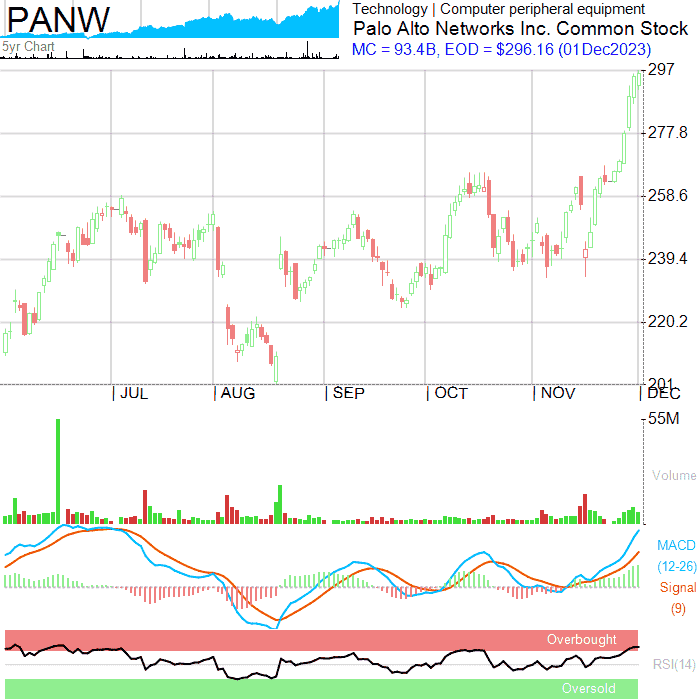 PANW
5yr Chart
Technology | Computer peripheral equipment
Palo Alto Networks Inc. Common Stock
MC = 93.4B, EOD = $296.16 (01Dec2023)
297
277.8
258.6
239.4
220.2
201
| JUL | AUG | SEP | OCT | NOV | DEC
55M
Volume
MACD
(12-26)
Signal
(9)
Overbought
RSI(14)
Oversold